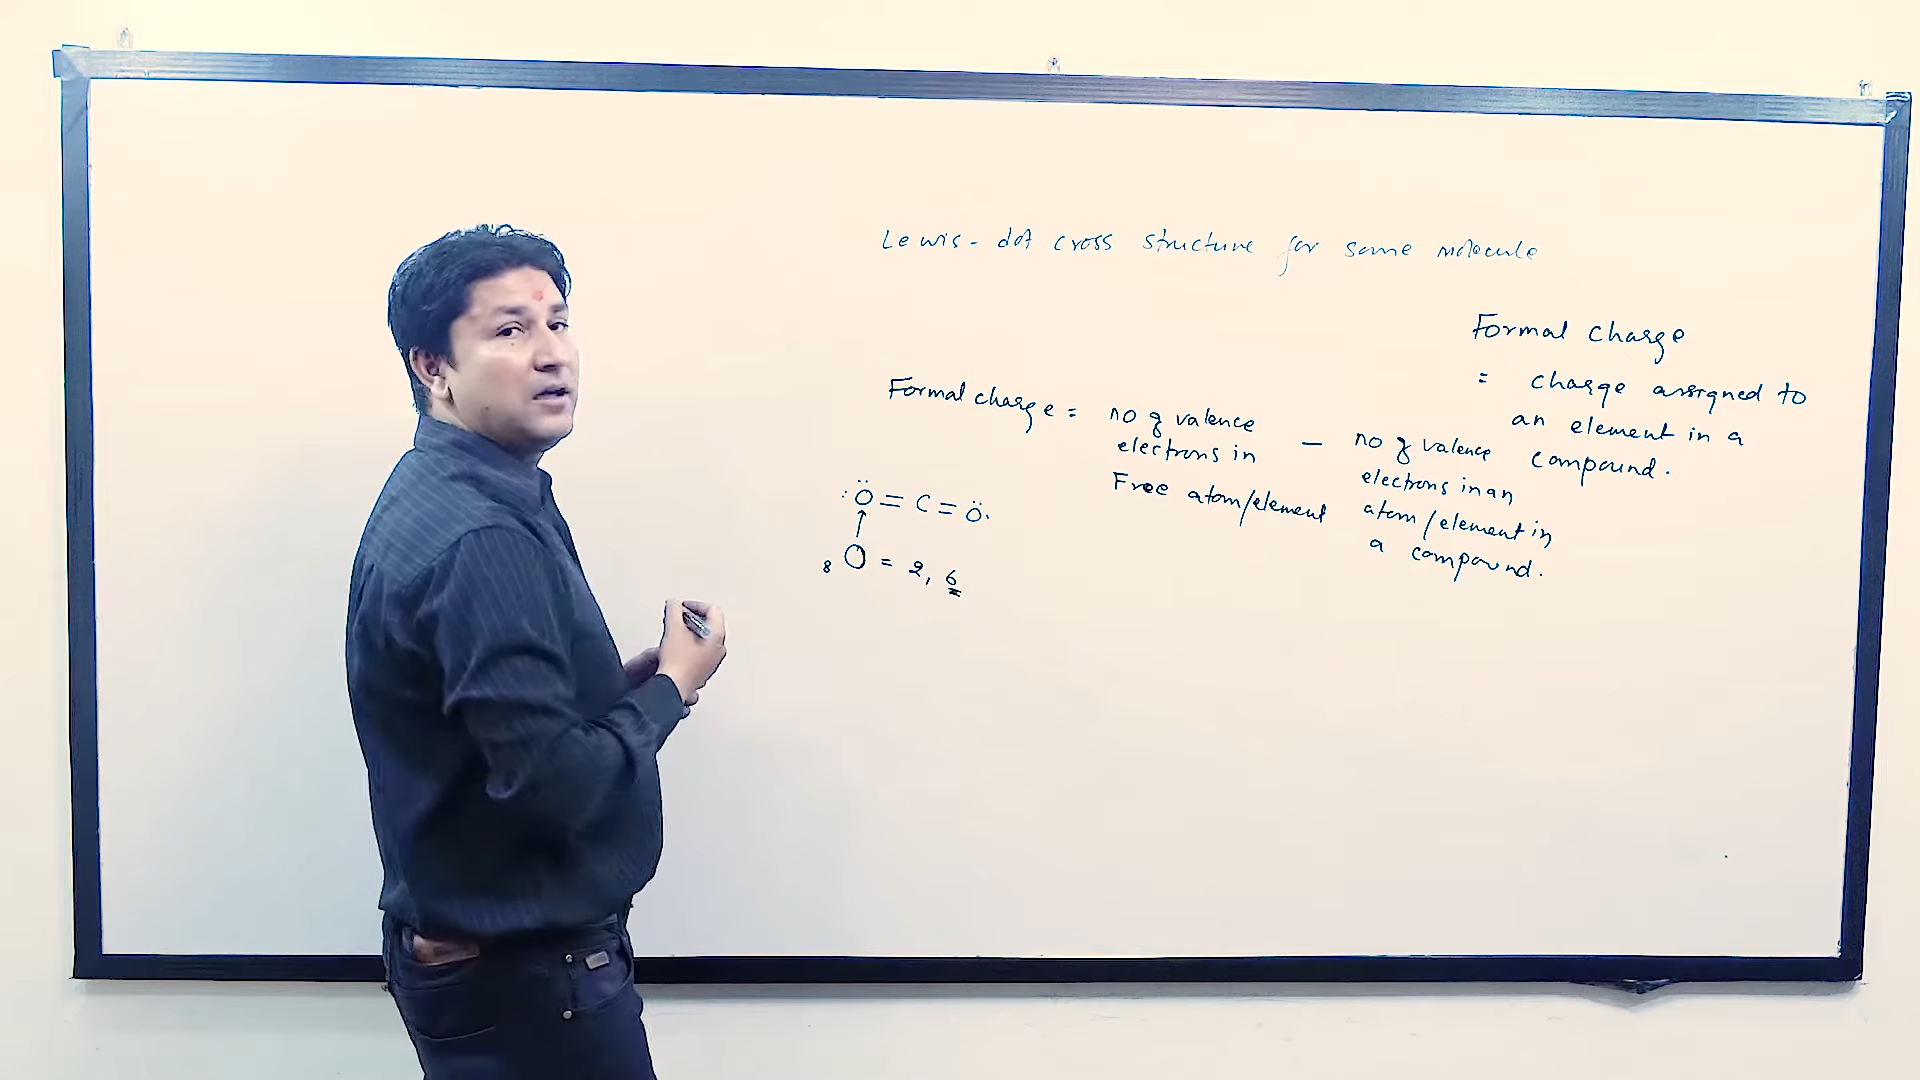 Lewis - dot cross structure for some molecule
Formal charge
= charge assigned to
an element in a
compound.
Formal charge = no of valence
electrons in
Free atom/element
- no of valence
electrons in an
atom/element in
a compound.
:Ö = C = Ö.
↑
8 O = 2, 6